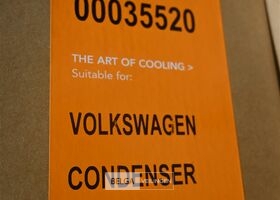 00035520
THE ART OF COOLING >
Suitable for:
VOLKSWAGEN
CONDENSER